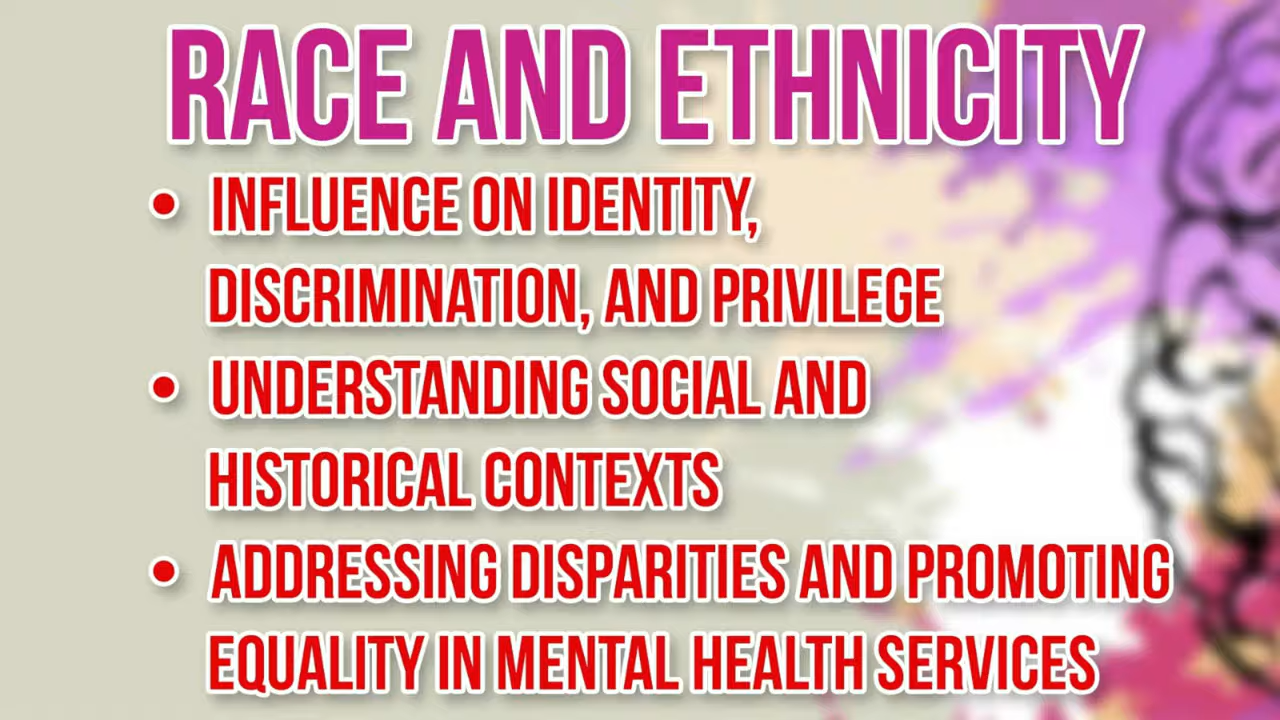 RACE AND ETHNICITY
• INFLUENCE ON IDENTITY,
DISCRIMINATION, AND PRIVILEGE
• UNDERSTANDING SOCIAL AND
HISTORICAL CONTEXTS
• ADDRESSING DISPARITIES AND PROMOTING
EQUALITY IN MENTAL HEALTH SERVICES